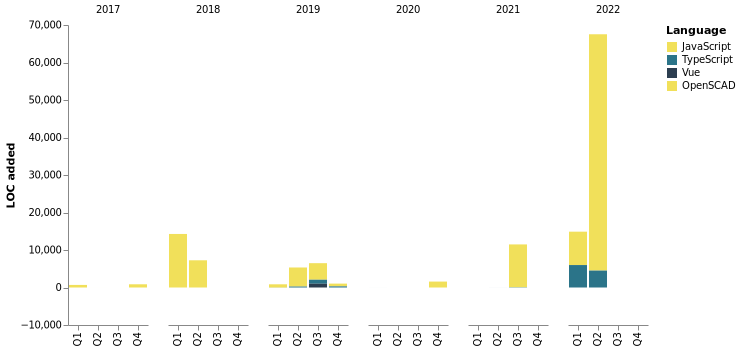 2017 2018 2019 2020 2021 2022
Language
JavaScript
TypeScript
Vue
OpenSCAD
LOC added
70,000
60,000
50,000
40,000
30,000
20,000
10,000
0
−10,000
Q1 Q2 Q3 Q4 Q1 Q2 Q3 Q4 Q1 Q2 Q3 Q4 Q1 Q2 Q3 Q4 Q1 Q2 Q3 Q4 Q1 Q2 Q3 Q4